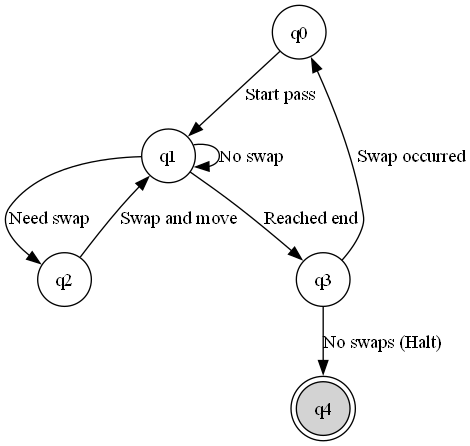 q0
Start pass
q1
No swap
Swap occurred
Need swap
Swap and move
Reached end
q2
q3
No swaps (Halt)
q4